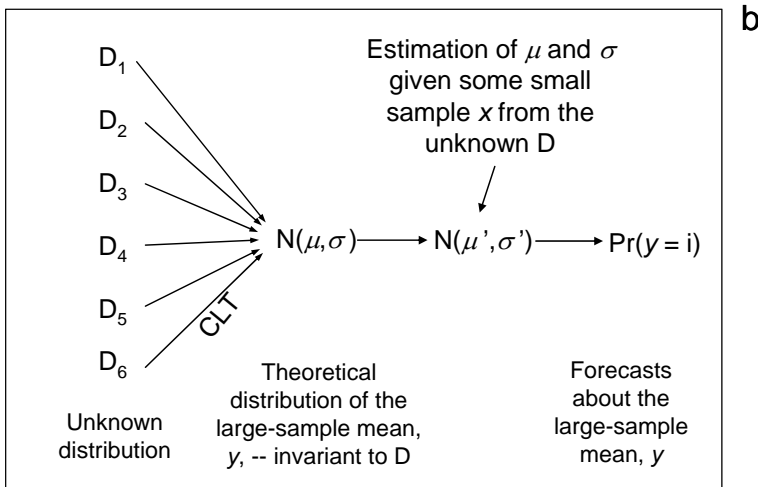 b
D₁
D₂
D₃
D₄
D₅
D₆
CLT
Unknown
distribution
N(μ,σ)
Theoretical
distribution of the
large-sample mean,
y, -- invariant to D
Estimation of μ and σ
given some small
sample x from the
unknown D
N(μ',σ')
Pr(y = i)
Forecasts
about the
large-sample
mean, y